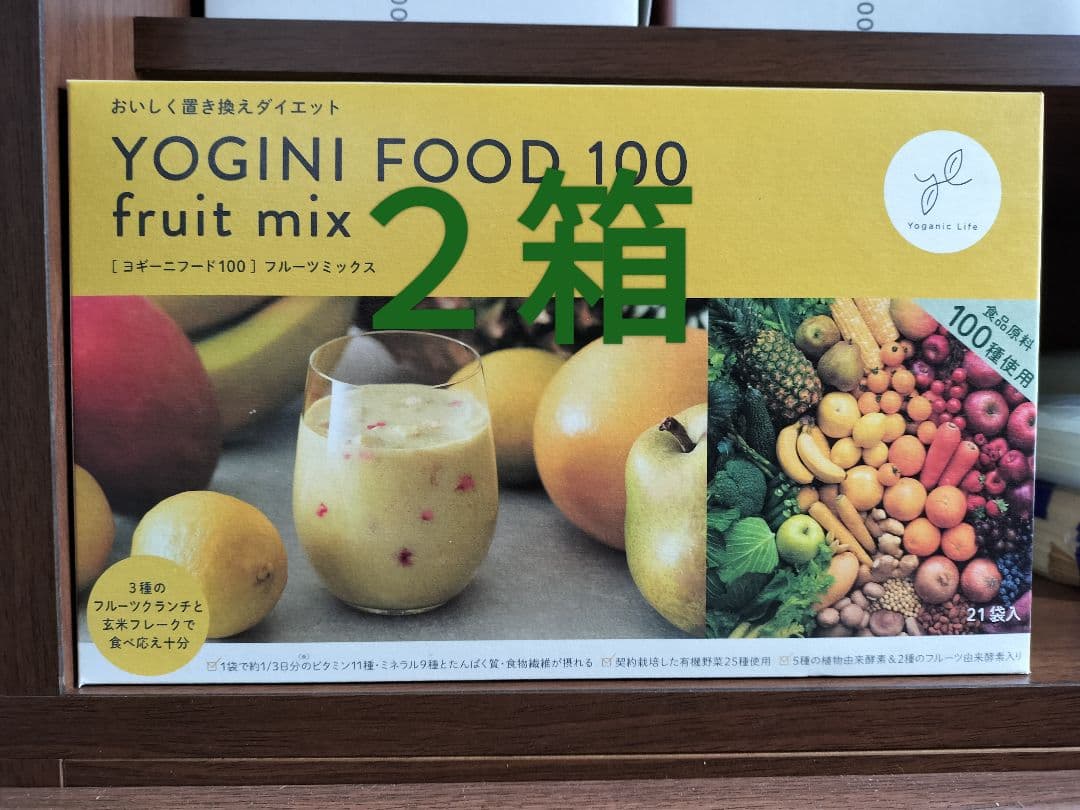 00
00
おいしく置き換えダイエット
YOGINI FOOD 100
fruit mix
2箱
[ヨギーニフード100] フルーツミックス
yl
Yoganic Life
食品原料
100種使用
3種の
フルーツクランチと
玄米フレークで
食べ応え十分
21袋入
1袋で約1/3日分(※)のビタミン11種・ミネラル9種とたんぱく質・食物繊維が摂れる
契約栽培した有機野菜25種使用
5種の植物由来酵素&2種のフルーツ由来酵素入り